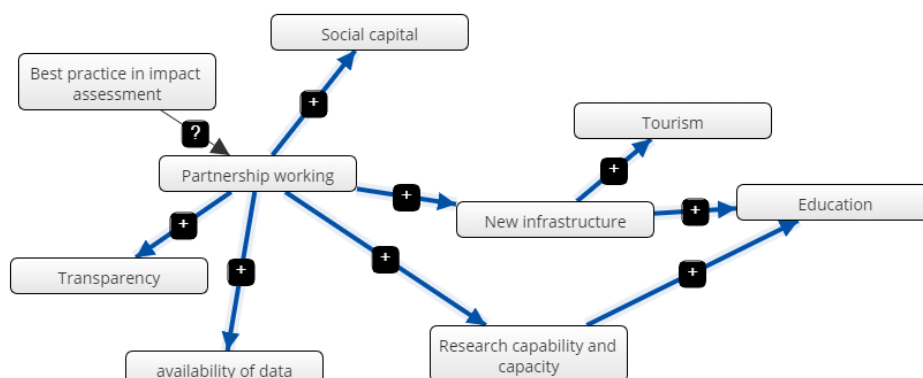 Social capital
Best practice in impact
assessment
+
?
Tourism
Partnership working
+
+
New infrastructure
+
Education
+
Transparency
+
+
+
Research capability and
capacity
availability of data